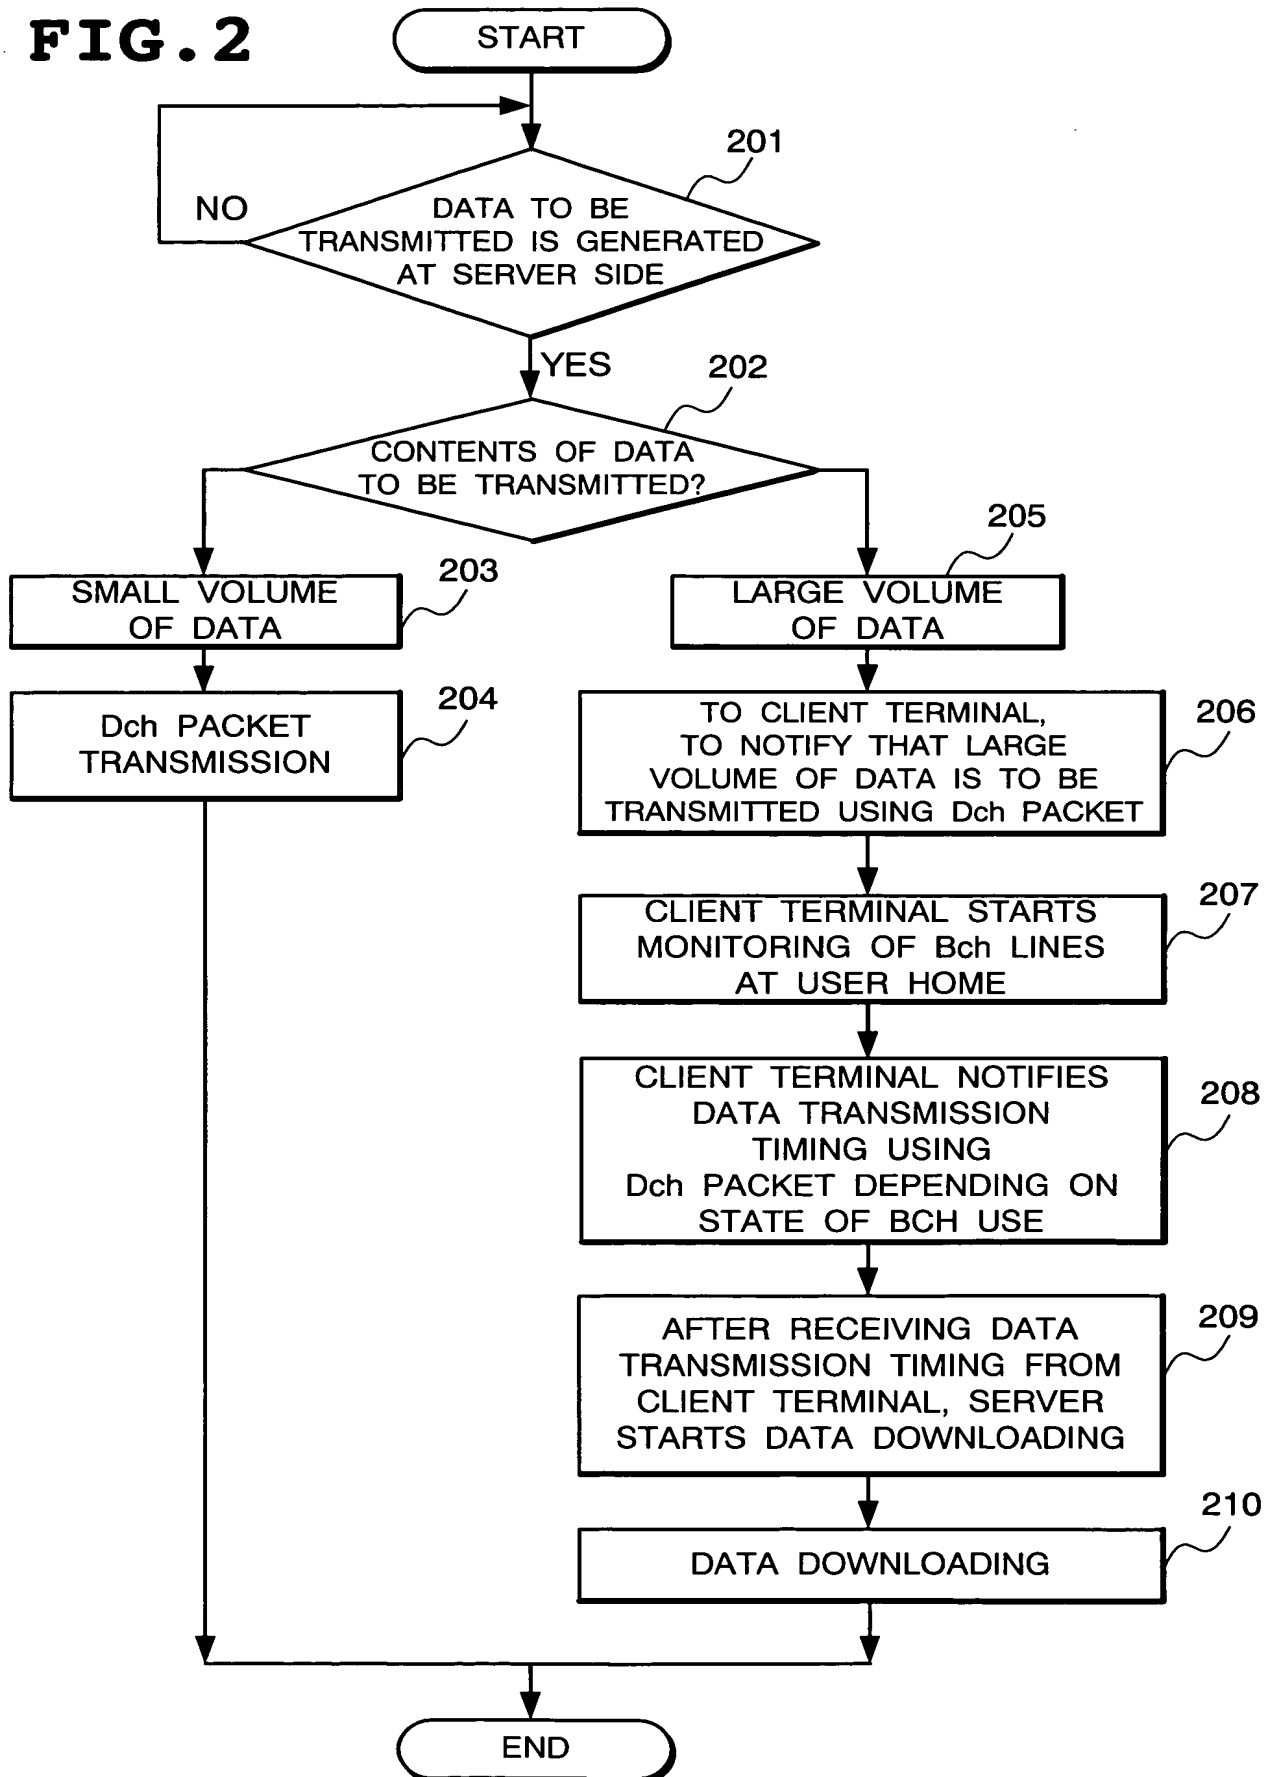 FIG.2
START
201
NO
DATA TO BE
TRANSMITTED IS GENERATED
AT SERVER SIDE
YES
202
CONTENTS OF DATA
TO BE TRANSMITTED?
203
SMALL VOLUME
OF DATA
204
Dch PACKET
TRANSMISSION
205
LARGE VOLUME
OF DATA
206
TO CLIENT TERMINAL,
TO NOTIFY THAT LARGE
VOLUME OF DATA IS TO BE
TRANSMITTED USING Dch PACKET
207
CLIENT TERMINAL STARTS
MONITORING OF Bch LINES
AT USER HOME
208
CLIENT TERMINAL NOTIFIES
DATA TRANSMISSION
TIMING USING
Dch PACKET DEPENDING ON
STATE OF BCH USE
209
AFTER RECEIVING DATA
TRANSMISSION TIMING FROM
CLIENT TERMINAL, SERVER
STARTS DATA DOWNLOADING
210
DATA DOWNLOADING
END